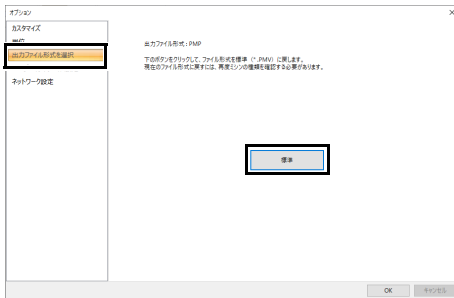 オプション
カスタマイズ
出力ファイル形式を選択
ネットワーク設定
出力ファイル形式 : PMP
下のボタンをクリックして、ファイル形式を標準 (*.PMV) に戻します。
現在のファイル形式に戻すには、再度ミシンの種類を確認する必要があります。
標準
OK
キャンセル